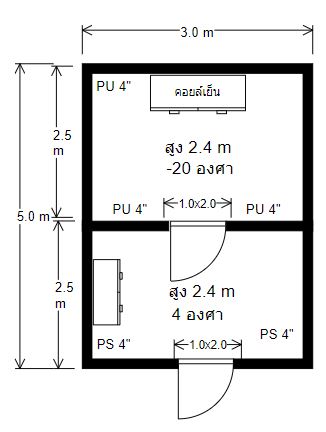 3.0 m
PU 4"
คอยล์เย็น
2.5
m
สูง 2.4 m
-20 องศา
PU 4"
1.0x2.0
PU 4"
5.0 m
2.5
m
สูง 2.4 m
4 องศา
PS 4"
1.0x2.0
PS 4"